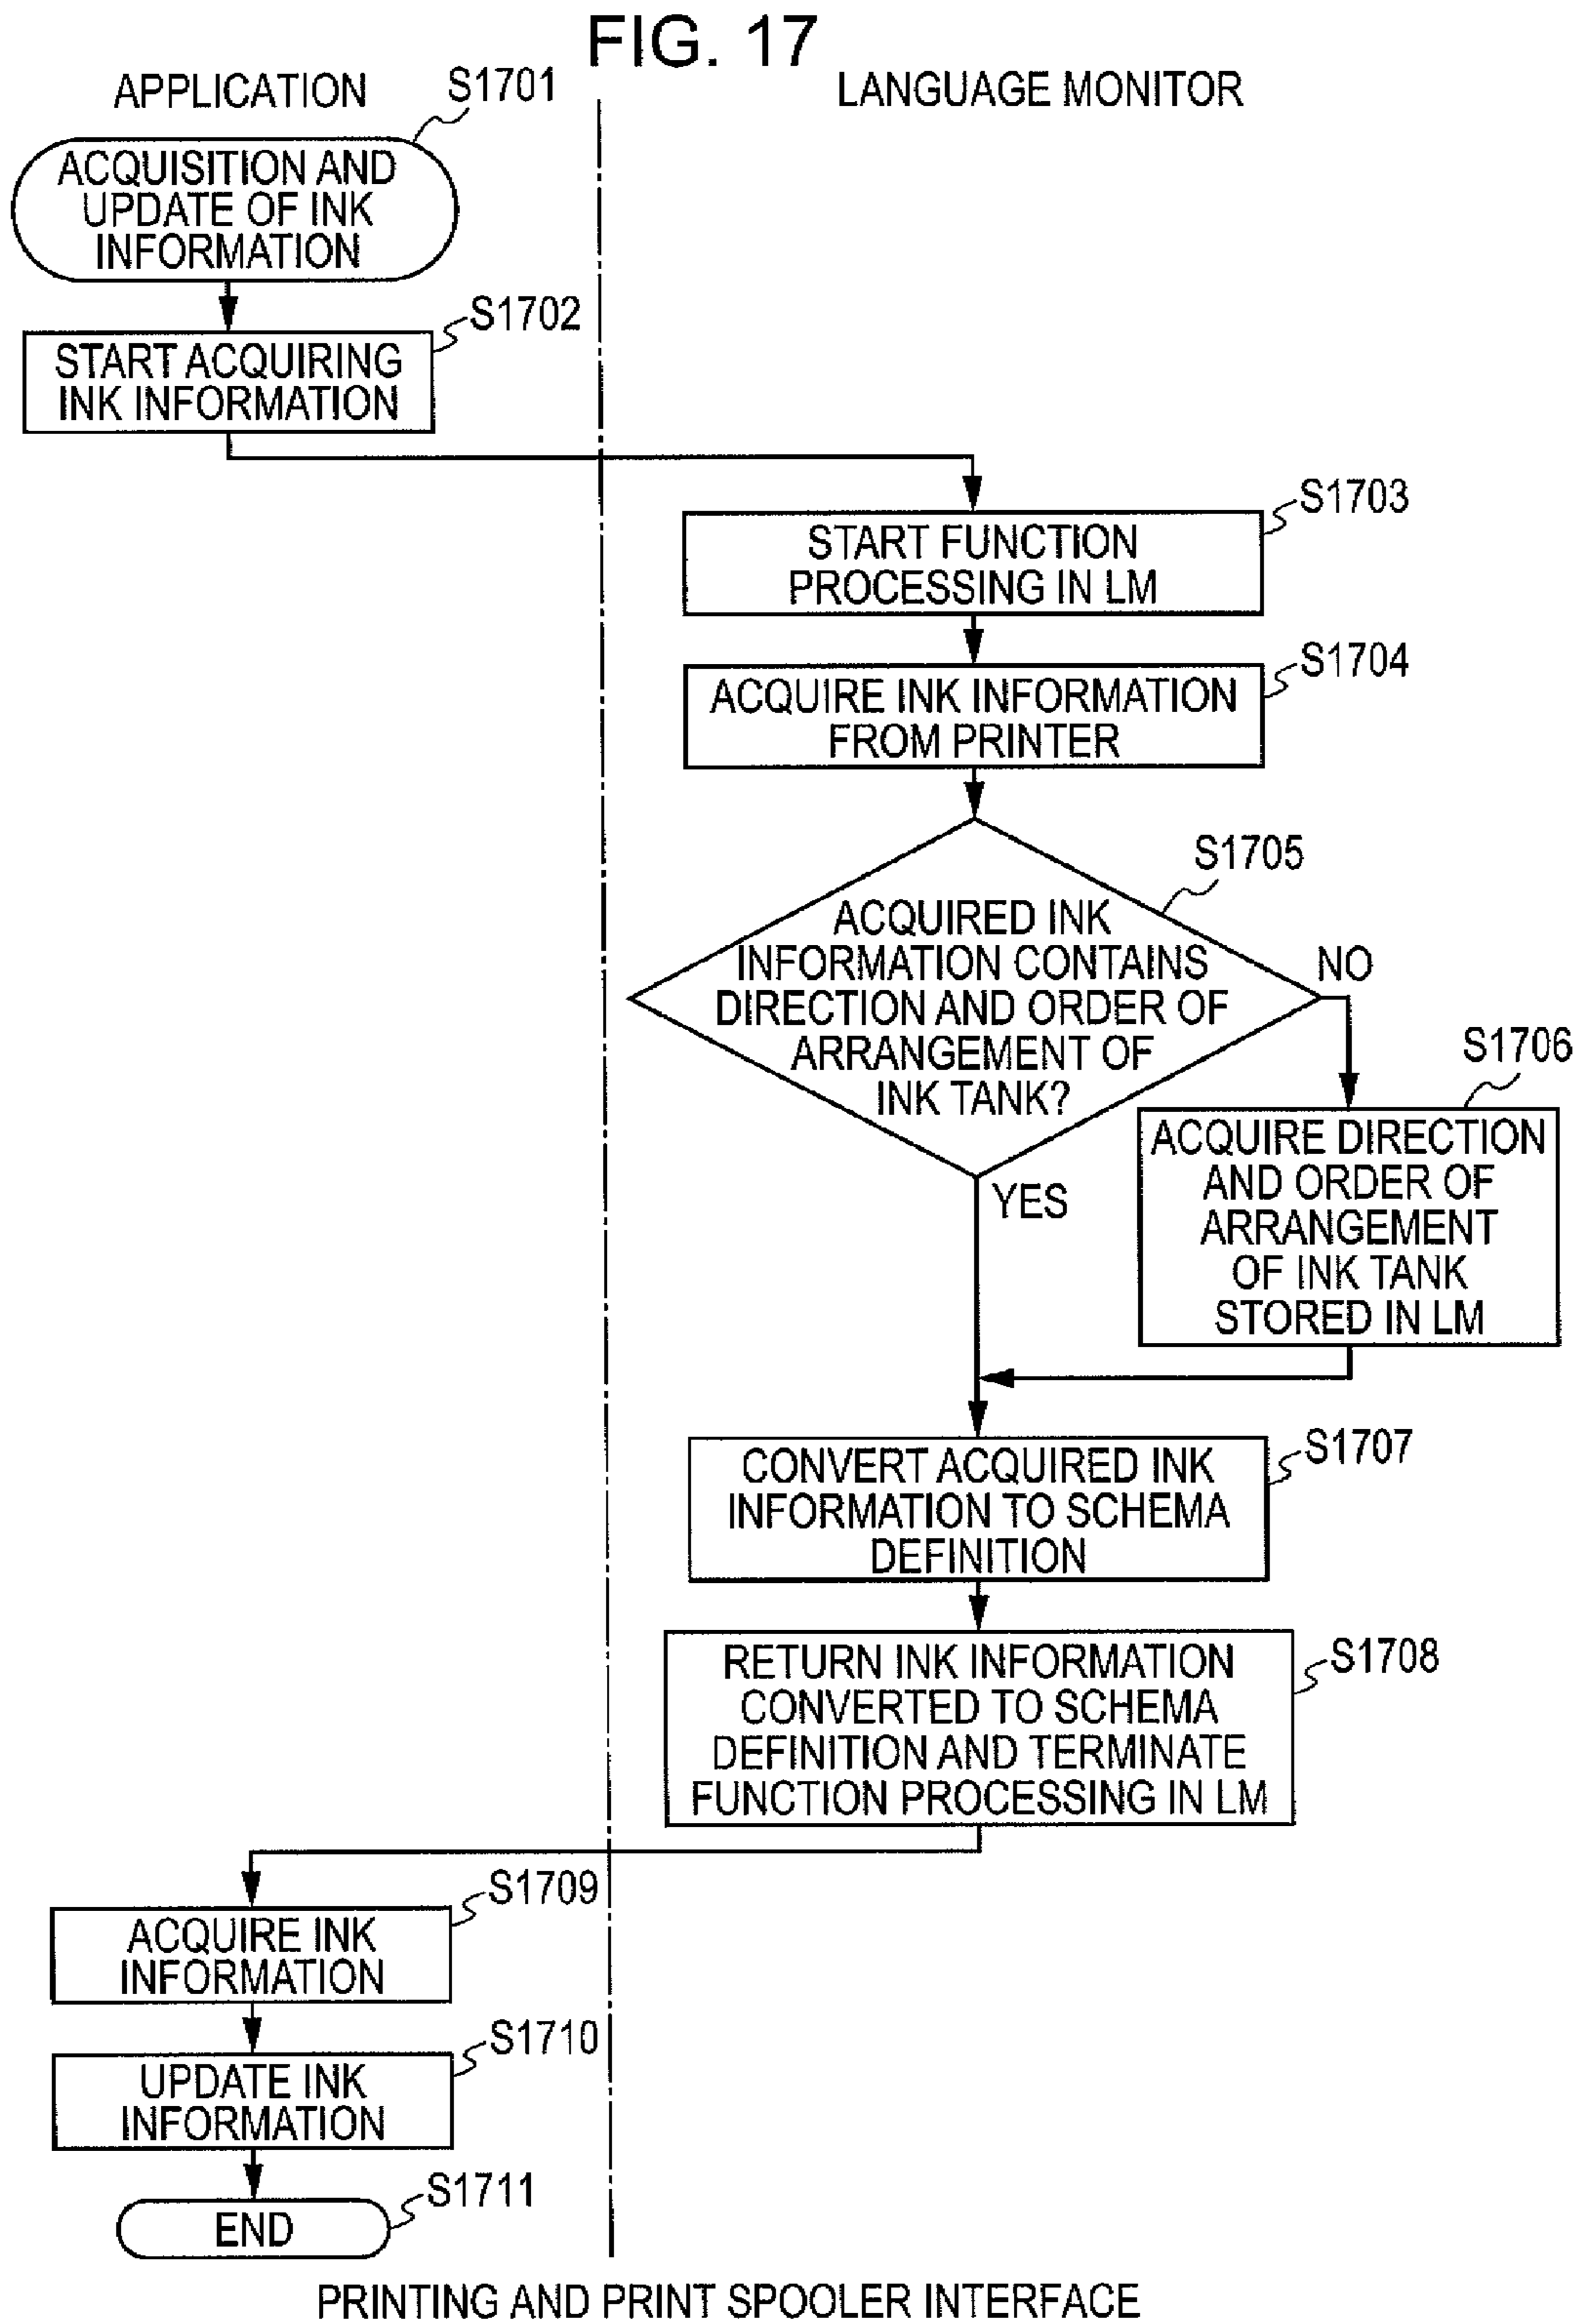 FIG. 17
APPLICATION
LANGUAGE MONITOR
S1701
ACQUISITION AND
UPDATE OF INK
INFORMATION
S1702
START ACQUIRING
INK INFORMATION
S1703
START FUNCTION
PROCESSING IN LM
S1704
ACQUIRE INK INFORMATION
FROM PRINTER
S1705
ACQUIRED INK
INFORMATION CONTAINS
DIRECTION AND ORDER OF
ARRANGEMENT OF
INK TANK?
NO
YES
S1706
ACQUIRE DIRECTION
AND ORDER OF
ARRANGEMENT
OF INK TANK
STORED IN LM
S1707
CONVERT ACQUIRED INK
INFORMATION TO SCHEMA
DEFINITION
S1708
RETURN INK INFORMATION
CONVERTED TO SCHEMA
DEFINITION AND TERMINATE
FUNCTION PROCESSING IN LM
S1709
ACQUIRE INK
INFORMATION
S1710
UPDATE INK
INFORMATION
S1711
END
PRINTING AND PRINT SPOOLER INTERFACE